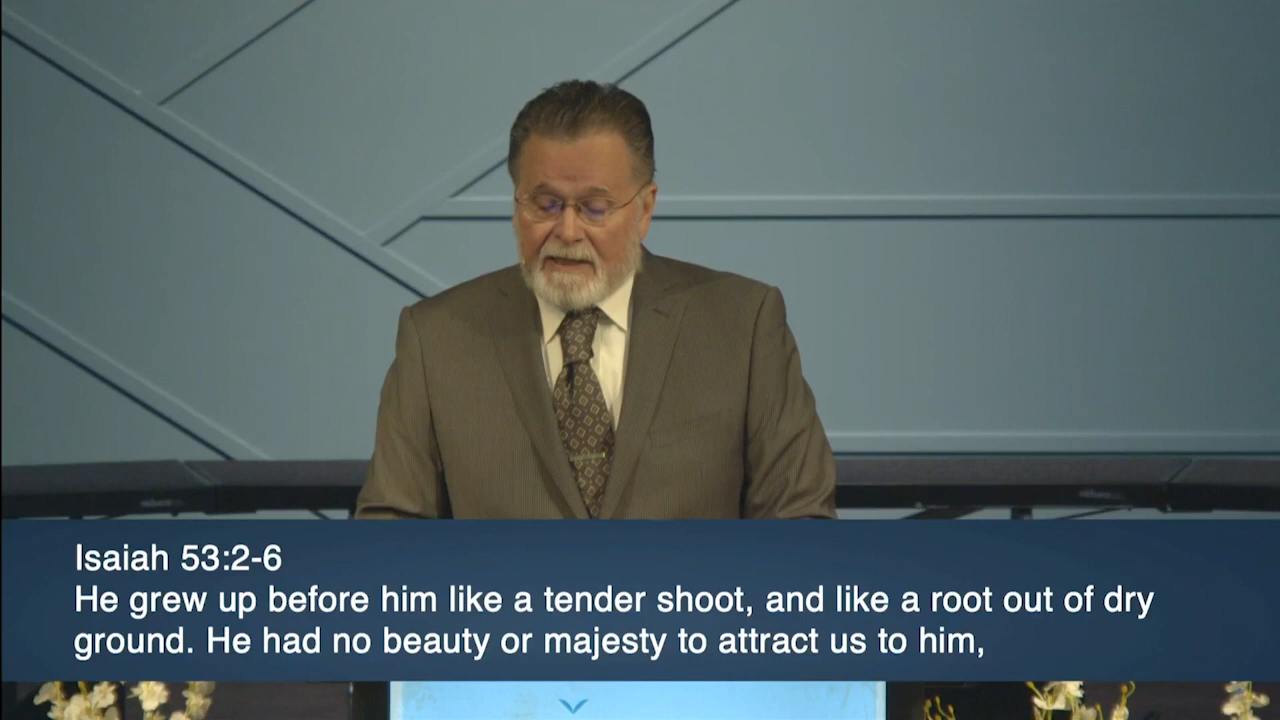 Isaiah 53:2-6
He grew up before him like a tender shoot, and like a root out of dry
ground. He had no beauty or majesty to attract us to him,